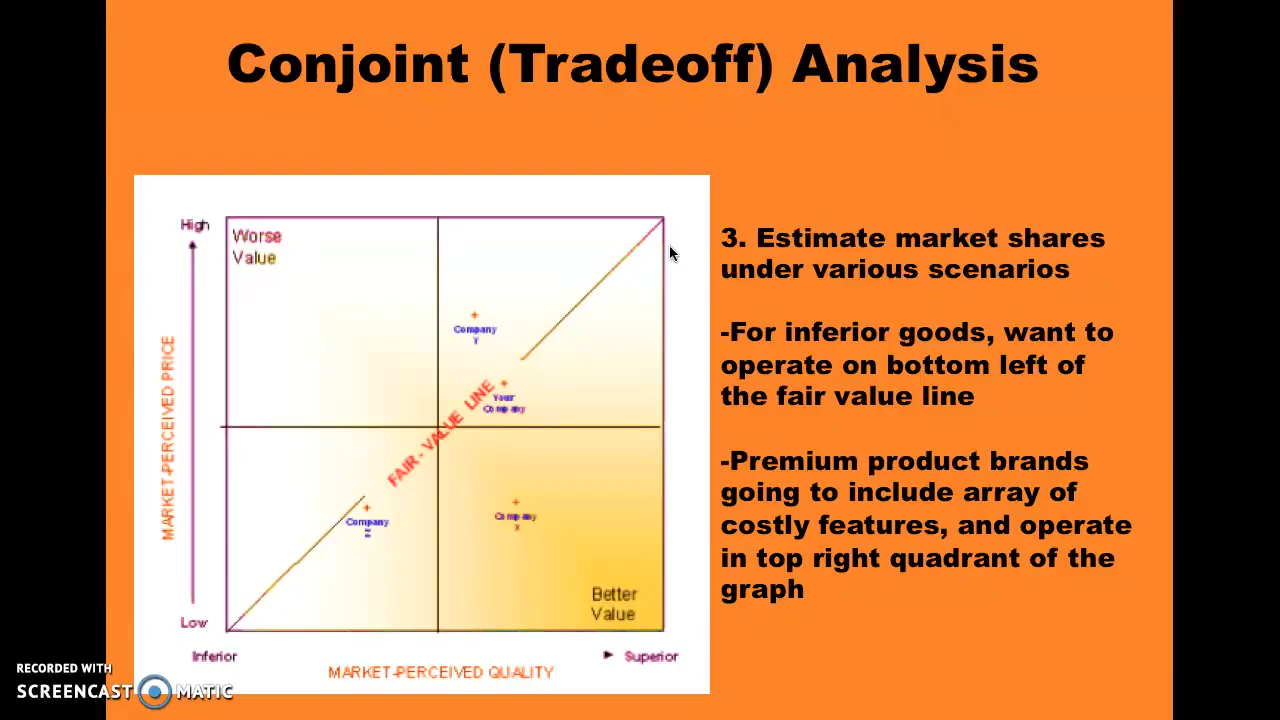 Conjoint (Tradeoff) Analysis
High
Worse
Value
Company
Y
FAIR - VALUE LINE
Your
Company
Company
Z
Company
X
Better
Value
Low
Inferior
Superior
MARKET-PERCEIVED PRICE
MARKET-PERCEIVED QUALITY
3. Estimate market shares
under various scenarios
-For inferior goods, want to
operate on bottom left of
the fair value line
-Premium product brands
going to include array of
costly features, and operate
in top right quadrant of the
graph
RECORDED WITH
SCREENCAST MATIC